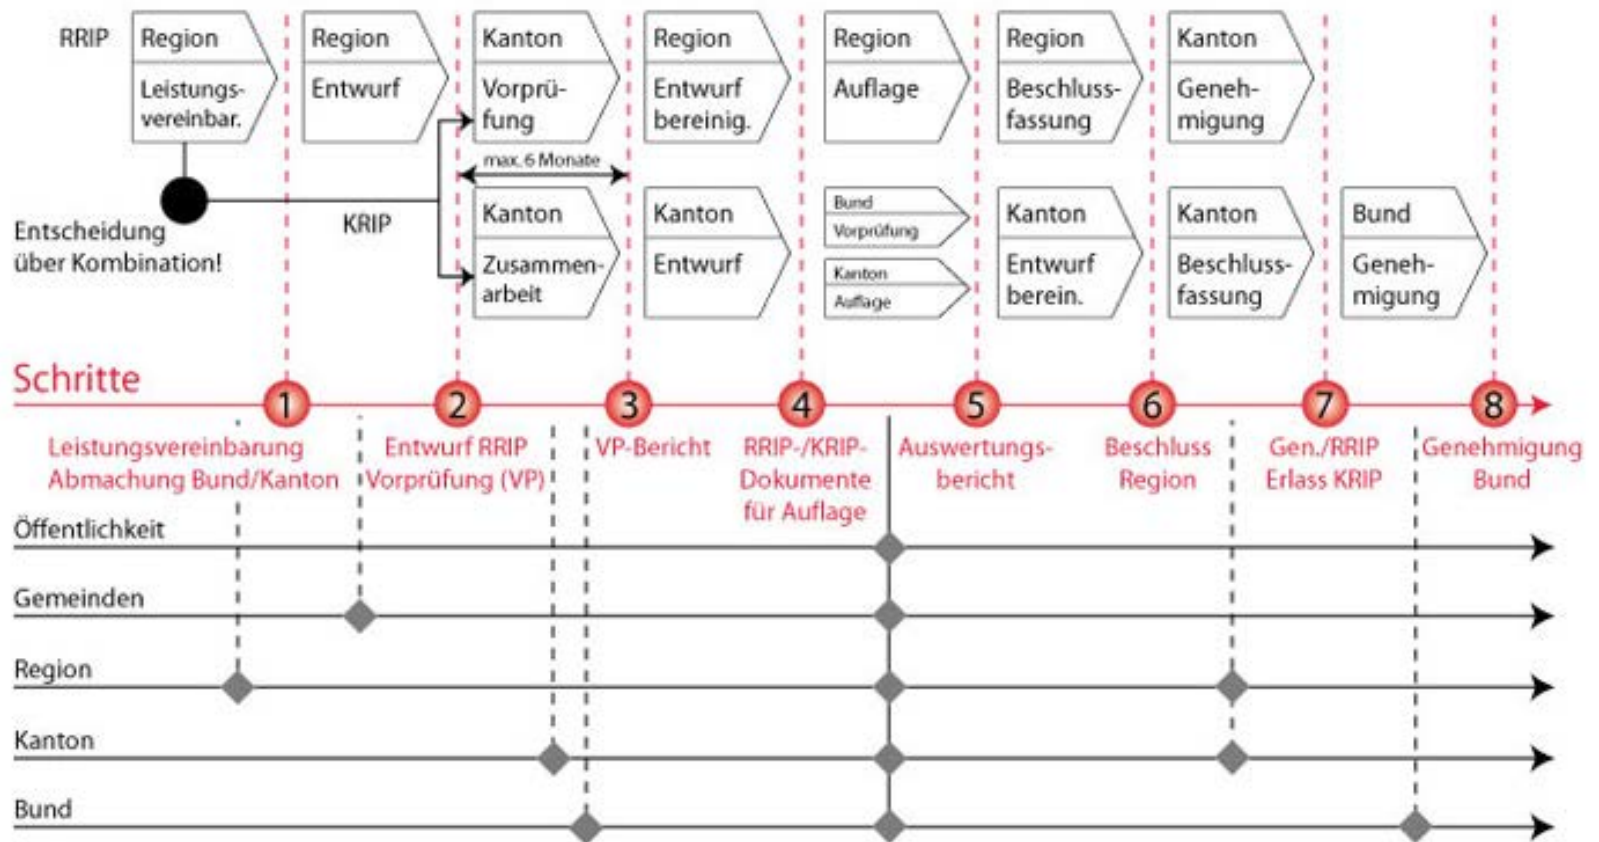 RRIP
Region
Leistungs-
vereinbar.
Region
Entwurf
Kanton
Vorprü-
fung
Region
Entwurf
bereinig.
Region
Auflage
Region
Beschluss-
fassung
Kanton
Geneh-
migung
max. 6 Monate
Entscheidung
über Kombination!
KRIP
Kanton
Zusammen-
arbeit
Kanton
Entwurf
Bund
Vorprüfung
Kanton
Auflage
Kanton
Entwurf
berein.
Kanton
Beschluss-
fassung
Bund
Geneh-
migung
Schritte
1
2
3
4
5
6
7
8
Leistungsvereinbarung
Abmachung Bund/Kanton
Entwurf RRIP
Vorprüfung (VP)
VP-Bericht
RRIP-/KRIP-
Dokumente
für Auflage
Auswertungs-
bericht
Beschluss
Region
Gen./RRIP
Erlass KRIP
Genehmigung
Bund
Öffentlichkeit
Gemeinden
Region
Kanton
Bund